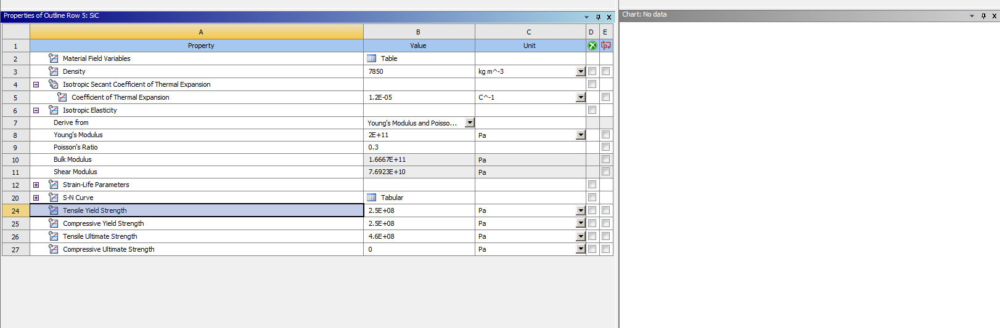 Properties of Outline Row 5: SiC
A B C D E
1 Property Value Unit
2 Material Field Variables Table
3 Density 7850 kg m^-3
4 Isotropic Secant Coefficient of Thermal Expansion
5 Coefficient of Thermal Expansion 1.2E-05 C^-1
6 Isotropic Elasticity
7 Derive from Young's Modulus and Poisso...
8 Young's Modulus 2E+11 Pa
9 Poisson's Ratio 0.3
10 Bulk Modulus 1.6667E+11 Pa
11 Shear Modulus 7.6923E+10 Pa
12 Strain-Life Parameters
20 S-N Curve Tabular
24 Tensile Yield Strength 2.5E+08 Pa
25 Compressive Yield Strength 2.5E+08 Pa
26 Tensile Ultimate Strength 4.6E+08 Pa
27 Compressive Ultimate Strength 0 Pa
Chart: No data